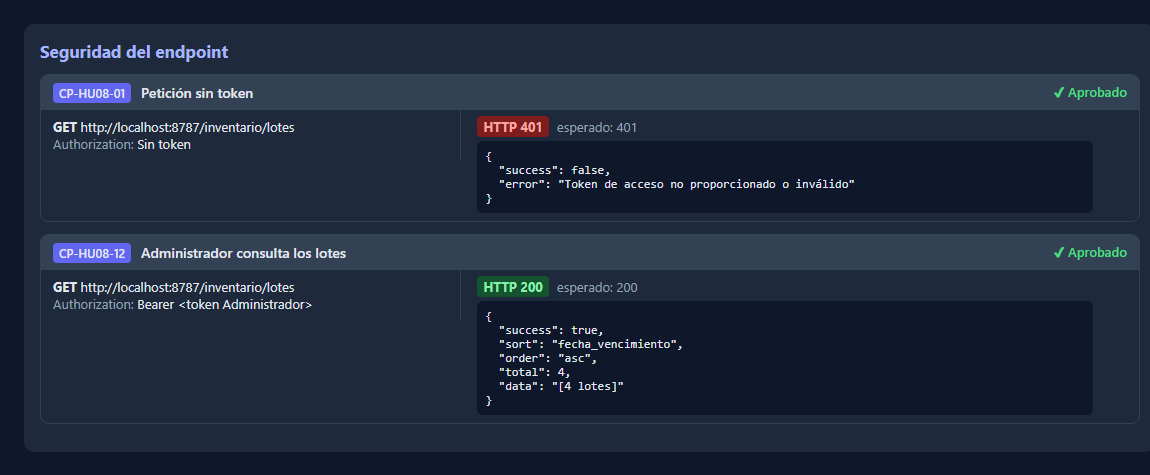 Seguridad del endpoint
CP-HU08-01 Petición sin token ✔ Aprobado
GET http://localhost:8787/inventario/lotes
Authorization: Sin token
HTTP 401 esperado: 401
{
  "success": false,
  "error": "Token de acceso no proporcionado o inválido"
}
CP-HU08-12 Administrador consulta los lotes ✔ Aprobado
GET http://localhost:8787/inventario/lotes
Authorization: Bearer <token Administrador>
HTTP 200 esperado: 200
{
  "success": true,
  "sort": "fecha_vencimiento",
  "order": "asc",
  "total": 4,
  "data": "[4 lotes]"
}